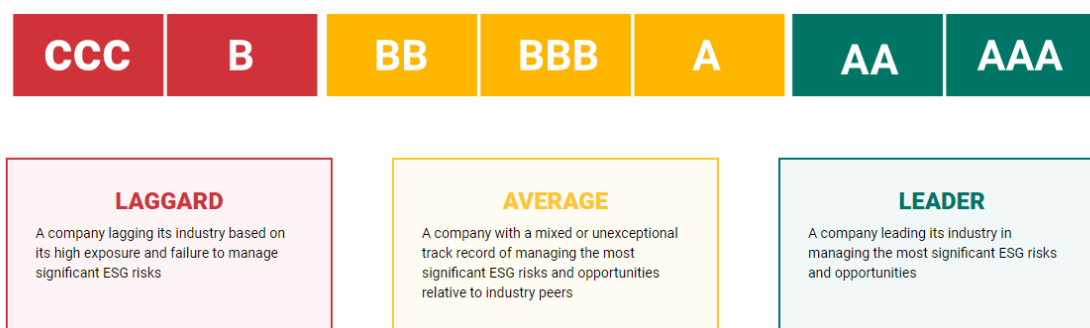 CCC B BB BBB A AA AAA
LAGGARD
A company lagging its industry based on
its high exposure and failure to manage
significant ESG risks
AVERAGE
A company with a mixed or unexceptional
track record of managing the most
significant ESG risks and opportunities
relative to industry peers
LEADER
A company leading its industry in
managing the most significant ESG risks
and opportunities